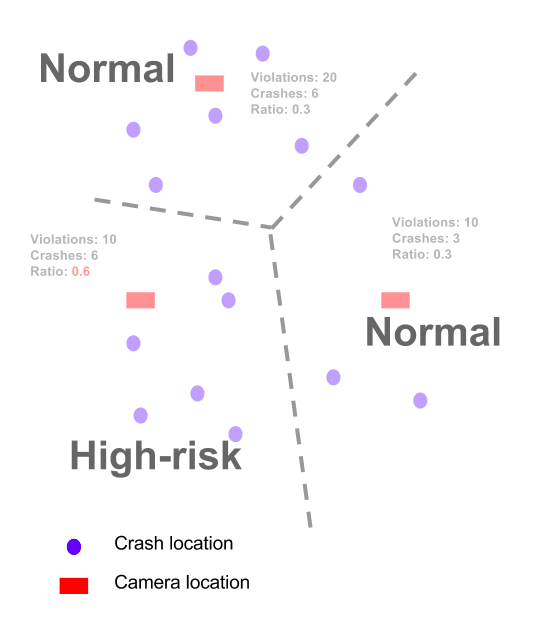 Normal
Violations: 20
Crashes: 6
Ratio: 0.3
Violations: 10
Crashes: 6
Ratio: 0.6
Violations: 10
Crashes: 3
Ratio: 0.3
Normal
High-risk
Crash location
Camera location